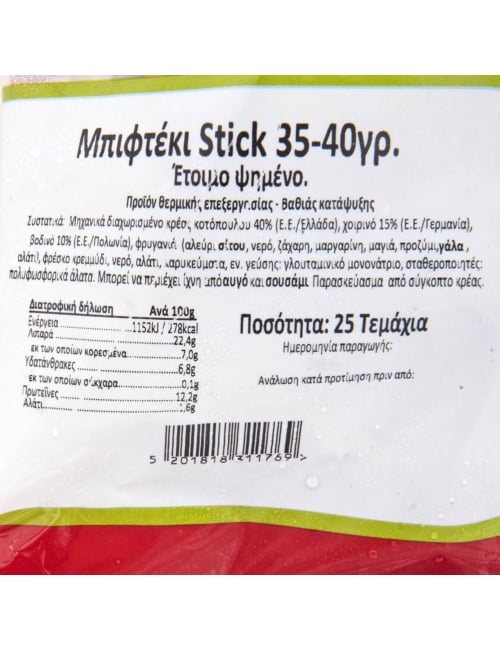 Μπιφτέκι Stick 35-40γρ.
Έτοιμο ψημένο.
Προϊόν θερμικής επεξεργασίας - Βαθιάς κατάψυξης
Συστατικά: Μηχανικά διαχωρισμένο κρέας κοτόπουλου 40% (Ε.Ε./Ελλάδα), χοιρινό 15% (Ε.Ε./Γερμανία),
βοδινό 10% (Ε.Ε./Πολωνία), φρυγανιά (αλεύρι σίτου, νερό, ζάχαρη, μαργαρίνη, μαγιά, προζύμι, γάλα,
αλάτι), φρέσκο κρεμμύδι, νερό, αλάτι, καρυκεύματα, εν. γεύσης: γλουταμινικό μονονάτριο, σταθεροποιητές:
πολυφωσφορικά άλατα. Μπορεί να περιέχει ίχνη από αυγό και σουσάμι Παρασκεύασμα από σύγκοπτο κρέας.
Διατροφική δήλωση Ανά 100g
Ενέργεια 1152kJ / 278kcal
Λιπαρά 22,4g
εκ των οποίων κορεσμένα 7,0g
Υδατάνθρακες 6,8g
εκ των οποίων σάκχαρα 0,1g
Πρωτεΐνες 12,2g
Αλάτι 1,6g
Ποσότητα: 25 Τεμάχια
Ημερομηνία παραγωγής:
Ανάλωση κατά προτίμηση πριν από:
5 201818 311769